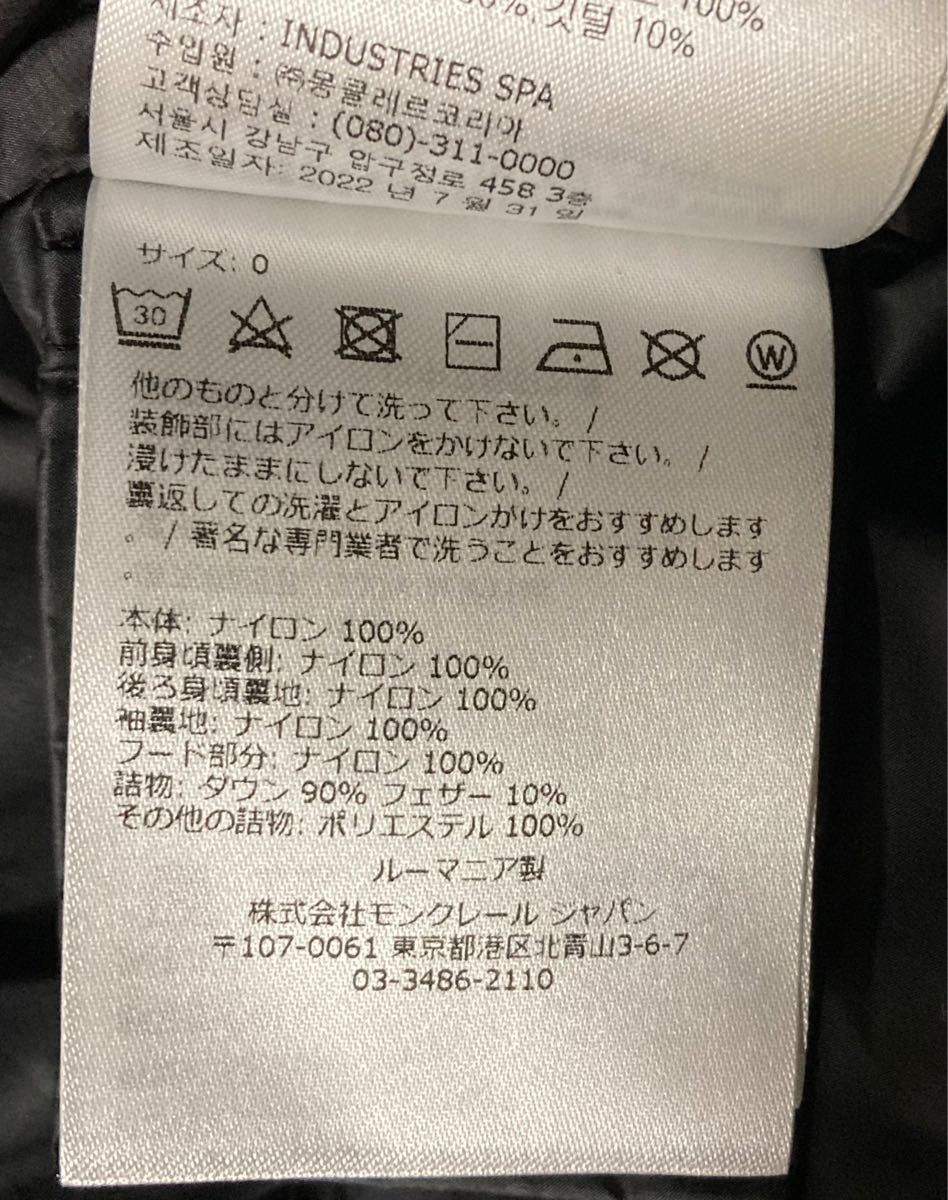 100%
깃털 10%
제조자 : INDUSTRIES SPA
수입원 : ㈜몽클레르코리아
고객상담실 : (080)-311-0000
서울시 강남구 압구정로 458 3층
제조일자: 2022 년 7 월 31 일
サイズ: 0
30
W
他のものと分けて洗って下さい。/
装飾部にはアイロンをかけないで下さい。/
浸けたままにしないで下さい。/
裏返しての洗濯とアイロンがけをおすすめします
。/ 著名な専門業者で洗うことをおすすめします
。
本体: ナイロン 100%
前身頃裏側: ナイロン 100%
後ろ身頃裏地: ナイロン 100%
袖裏地: ナイロン 100%
フード部分: ナイロン 100%
詰物: ダウン 90% フェザー 10%
その他の詰物: ポリエステル 100%
ルーマニア製
株式会社モンクレール ジャパン
〒107-0061 東京都港区北青山3-6-7
03-3486-2110